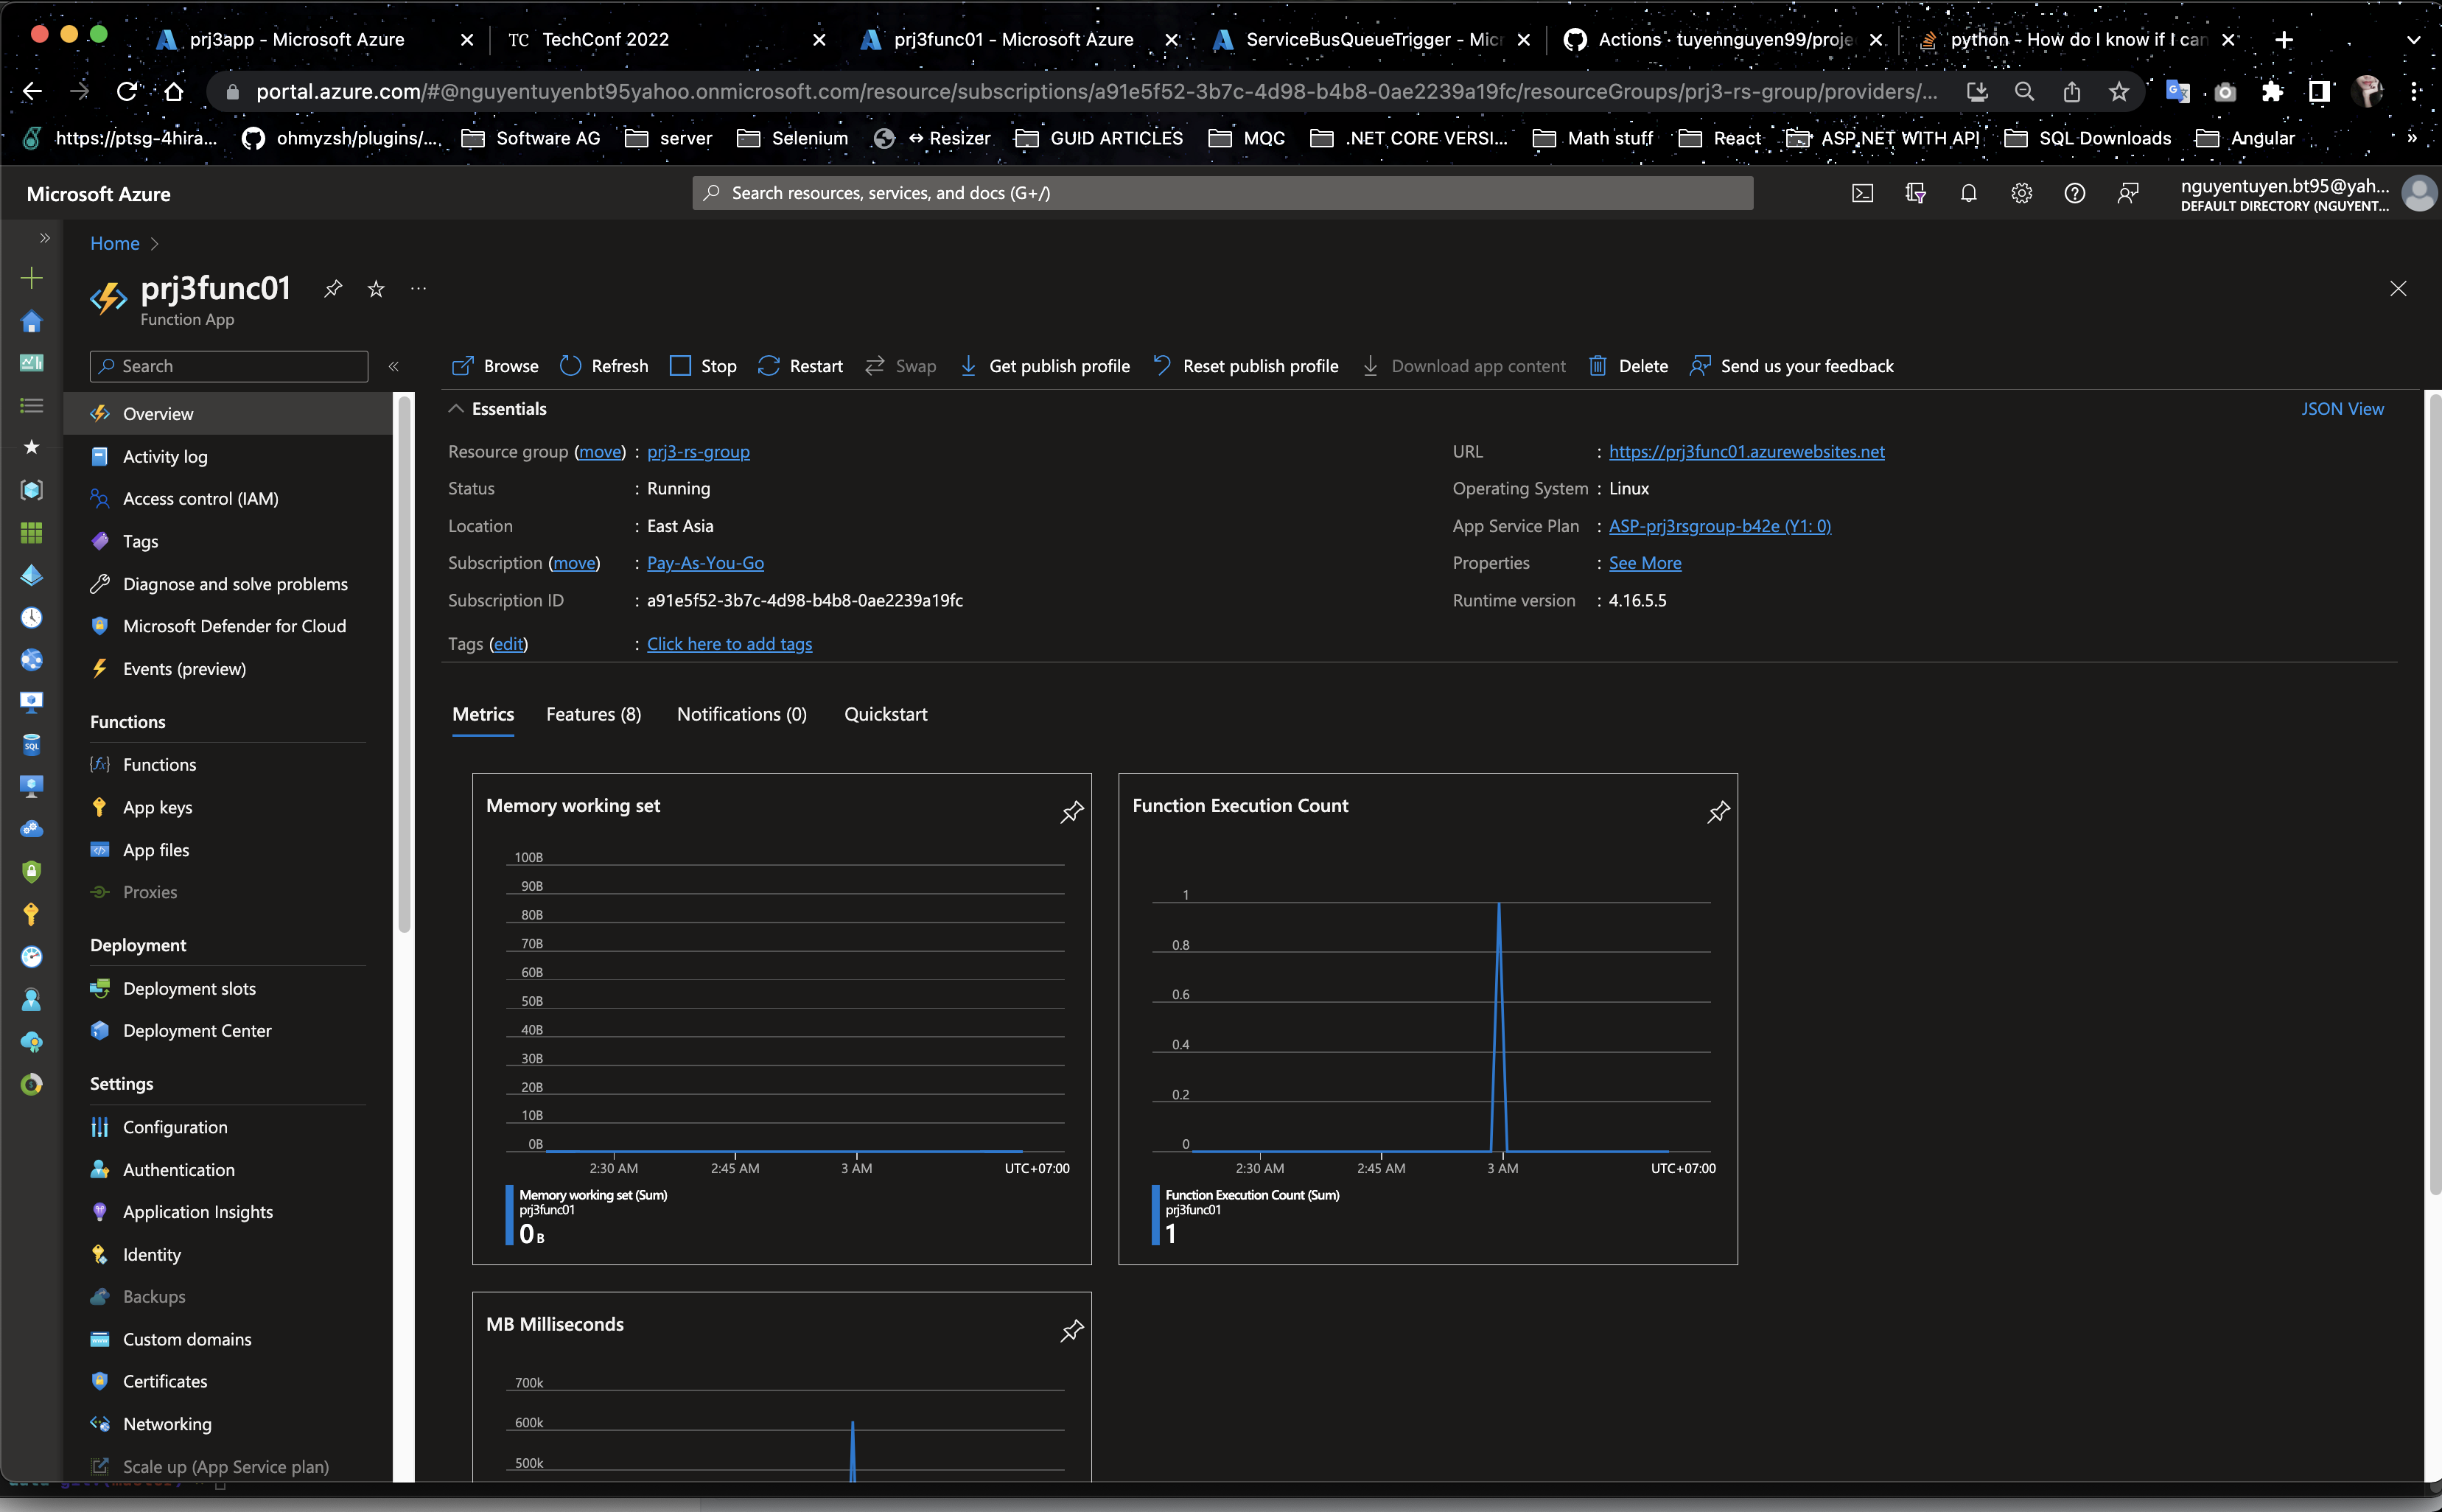 prj3app - Microsoft Azure
TC TechConf 2022
prj3func01 - Microsoft Azure
ServiceBusQueueTrigger - Micr
Actions · tuyennguyen99/proje
python - How do I know if I can
portal.azure.com/#@nguyentuyenbt95yahoo.onmicrosoft.com/resource/subscriptions/a91e5f52-3b7c-4d98-b4b8-0ae2239a19fc/resourceGroups/prj3-rs-group/providers/...
https://ptsg-4hira...
ohmyzsh/plugins/...
Software AG
server
Selenium
↔ Resizer
GUID ARTICLES
MQC
.NET CORE VERSI...
Math stuff
React
ASP.NET WITH API
SQL Downloads
Angular
»
Microsoft Azure
Search resources, services, and docs (G+/)
nguyentuyen.bt95@yah...
DEFAULT DIRECTORY (NGUYENT...
Home >
prj3func01
Function App
Search
Browse
Refresh
Stop
Restart
Swap
Get publish profile
Reset publish profile
Download app content
Delete
Send us your feedback
Overview
Activity log
Access control (IAM)
Tags
Diagnose and solve problems
Microsoft Defender for Cloud
Events (preview)
Functions
Functions
App keys
App files
Proxies
Deployment
Deployment slots
Deployment Center
Settings
Configuration
Authentication
Application Insights
Identity
Backups
Custom domains
Certificates
Networking
Scale up (App Service plan)
Essentials
JSON View
Resource group (move) : prj3-rs-group
Status : Running
Location : East Asia
Subscription (move) : Pay-As-You-Go
Subscription ID : a91e5f52-3b7c-4d98-b4b8-0ae2239a19fc
Tags (edit) : Click here to add tags
URL : https://prj3func01.azurewebsites.net
Operating System : Linux
App Service Plan : ASP-prj3rsgroup-b42e (Y1: 0)
Properties : See More
Runtime version : 4.16.5.5
Metrics
Features (8)
Notifications (0)
Quickstart
Memory working set
100B
90B
80B
70B
60B
50B
40B
30B
20B
10B
0B
2:30 AM
2:45 AM
3 AM
UTC+07:00
Memory working set (Sum)
prj3func01
0 B
Function Execution Count
1
0.8
0.6
0.4
0.2
0
2:30 AM
2:45 AM
3 AM
UTC+07:00
Function Execution Count (Sum)
prj3func01
1
MB Milliseconds
700k
600k
500k